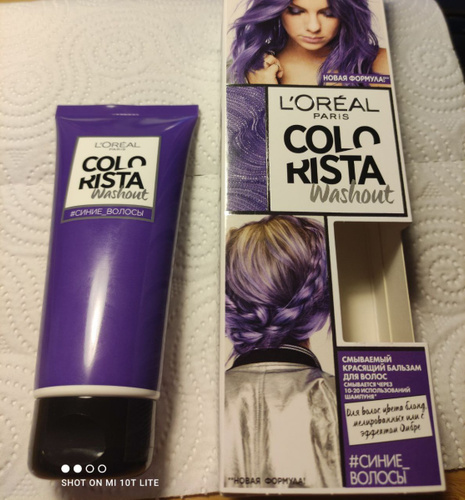 НОВАЯ ФОРМУЛА!**
L'ORÉAL
PARIS
COLO
RISTA
Washout
L'ORÉAL
PARIS
COLO
RISTA
Washout
#СИНИЕ_ВОЛОСЫ
СМЫВАЕМЫЙ
КРАСЯЩИЙ БАЛЬЗАМ
ДЛЯ ВОЛОС
СМЫВАЕТСЯ ЧЕРЕЗ
10-20 ИСПОЛЬЗОВАНИЙ
ШАМПУНЯ*
Для волос цвета блонд,
мелированных или с
эффектом Омбре
#СИНИЕ_
ВОЛОСЫ
**НОВАЯ ФОРМУЛА!
SHOT ON MI 10T LITE